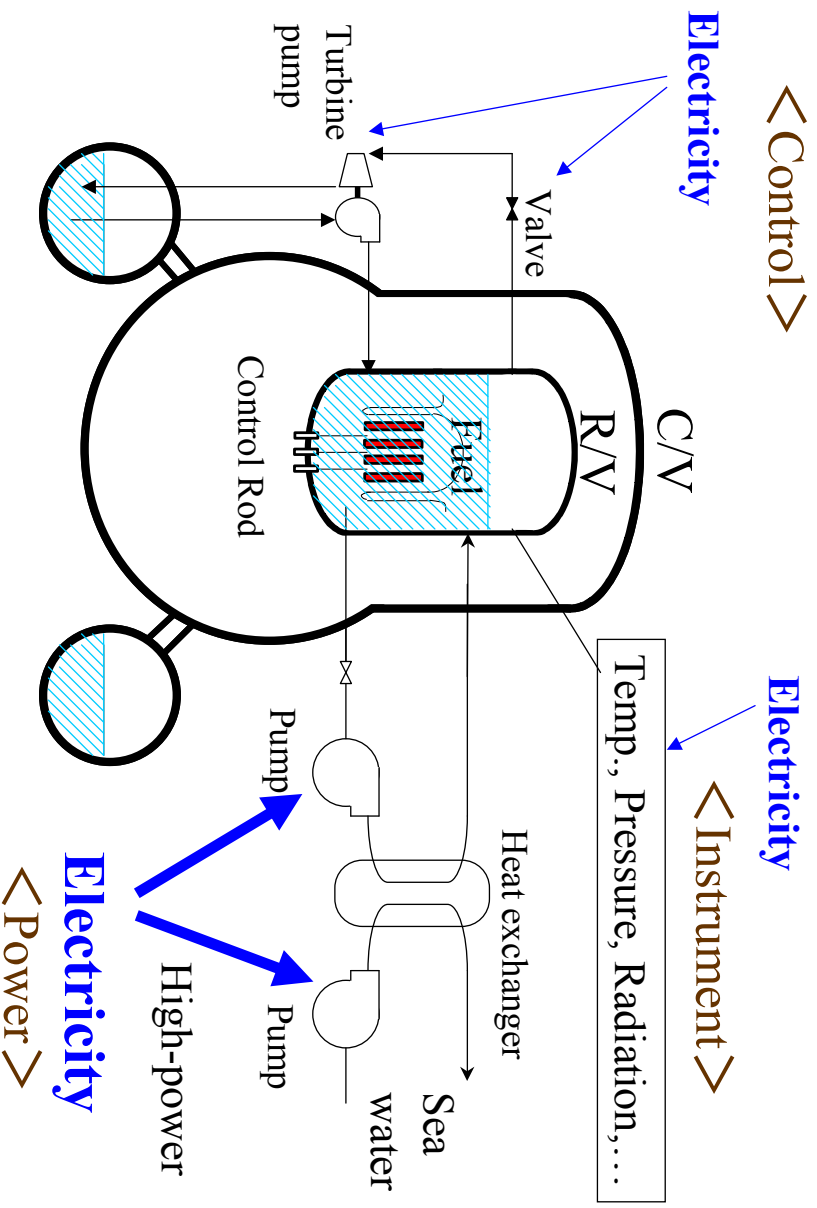 <Control>
Electricity
Turbine
pump
Valve
C/V
R/V
Fuel
Control Rod
Electricity
<Instrument>
Temp., Pressure, Radiation,…
Heat exchanger
Pump
Pump
Sea
water
High-power
Electricity
<Power>